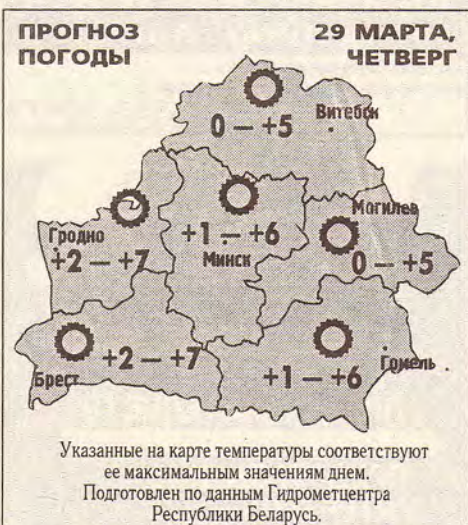 ПРОГНОЗ
ПОГОДЫ
29 МАРТА,
ЧЕТВЕРГ
Витебск
0 — +5
Могилев
0 — +5
Гродно
+2 — +7
+1 — +6
Минск
Брест
+2 — +7
Гомель
+1 — +6
Указанные на карте температуры соответствуют
ее максимальным значениям днем.
Подготовлен по данным Гидрометцентра
Республики Беларусь.